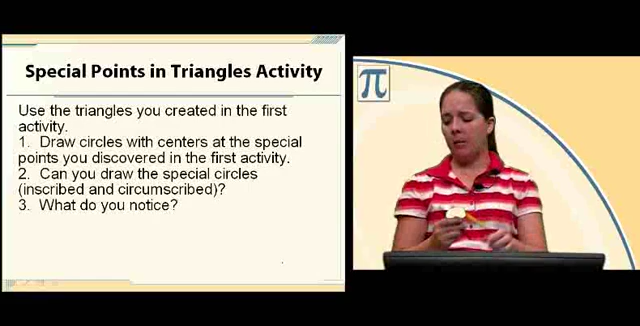 Special Points in Triangles Activity
Use the triangles you created in the first
activity.
1. Draw circles with centers at the special
points you discovered in the first activity.
2. Can you draw the special circles
(inscribed and circumscribed)?
3. What do you notice?
π